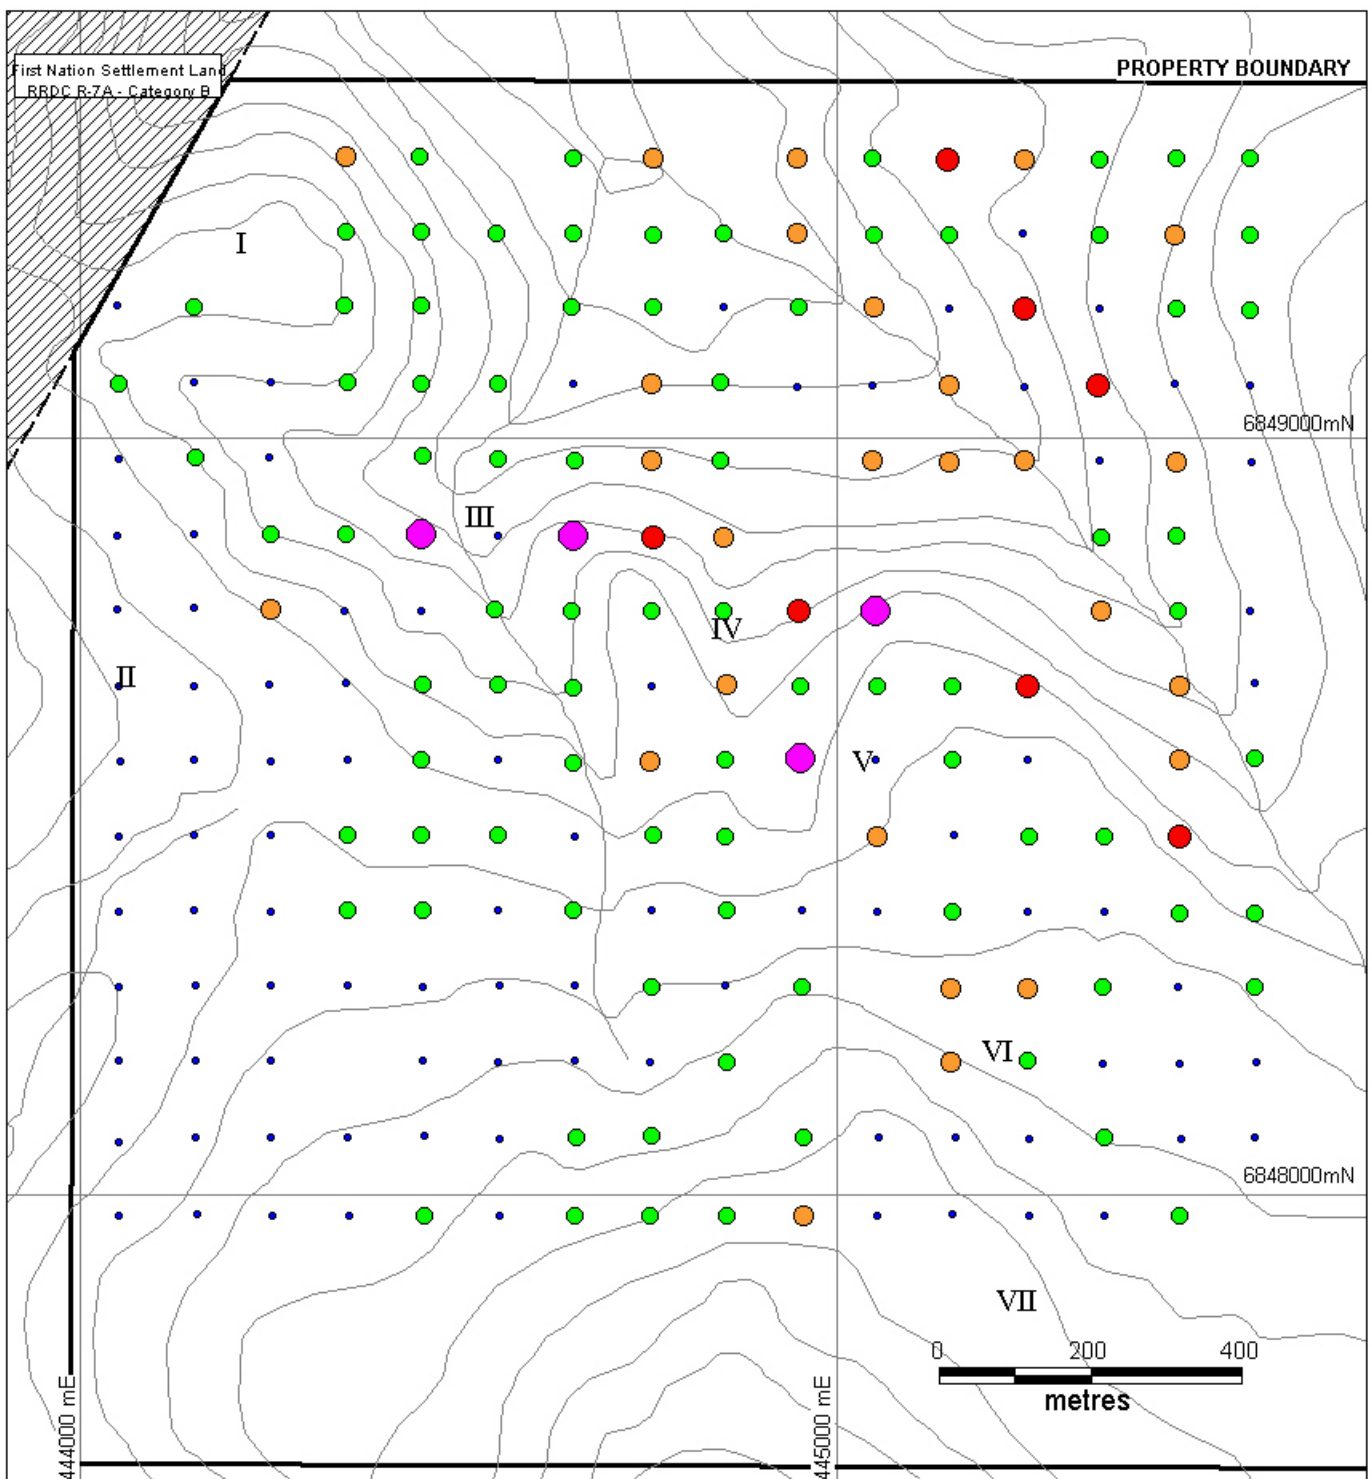 PROPERTY BOUNDARY
First Nation Settlement Land
RRDC R-7A - Category B
I
6849000mN
III
IV
II
V
VI
6848000mN
VII
0 200 400
metres
444000 mE
445000 mE